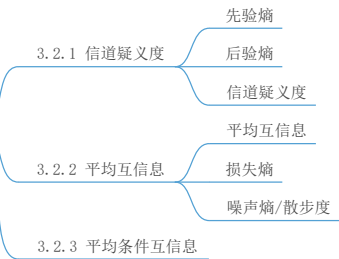 3.2.1 信道疑义度
先验熵
后验熵
信道疑义度
3.2.2 平均互信息
平均互信息
损失熵
噪声熵/散步度
3.2.3 平均条件互信息